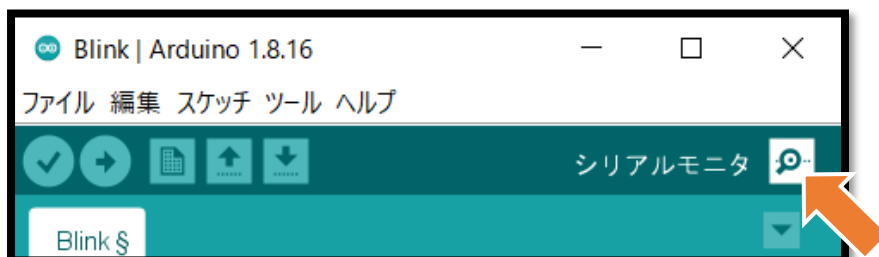 Blink | Arduino 1.8.16
ファイル 編集 スケッチ ツール ヘルプ
シリアルモニタ
Blink §